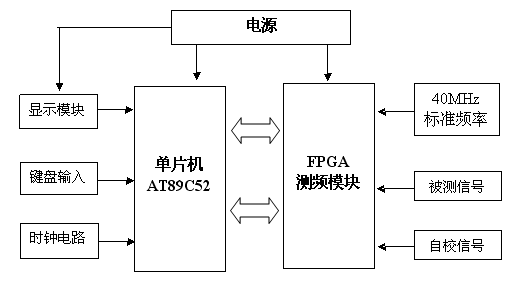 电源
显示模块
键盘输入
时钟电路
单片机
AT89C52
FPGA
测频模块
40MHz
标准频率
被测信号
自校信号